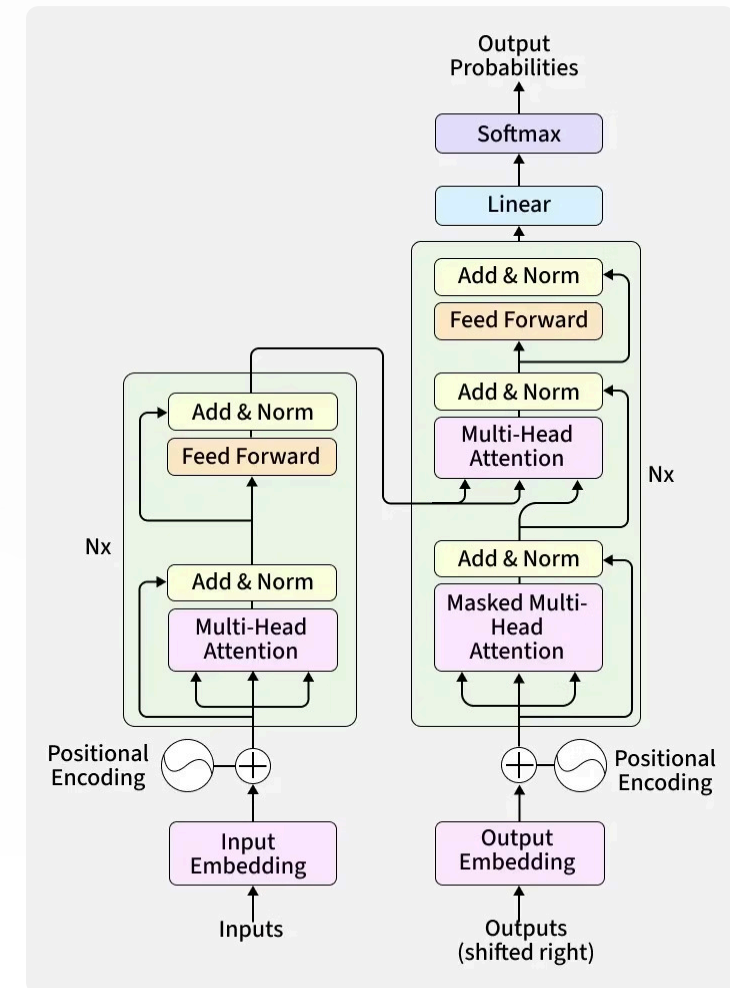 Output
Probabilities
Softmax
Linear
Add & Norm
Feed Forward
Add & Norm
Multi-Head
Attention
Nx
Add & Norm
Masked Multi-
Head
Attention
Positional
Encoding
Output
Embedding
Outputs
(shifted right)
Add & Norm
Feed Forward
Nx
Add & Norm
Multi-Head
Attention
Positional
Encoding
Input
Embedding
Inputs